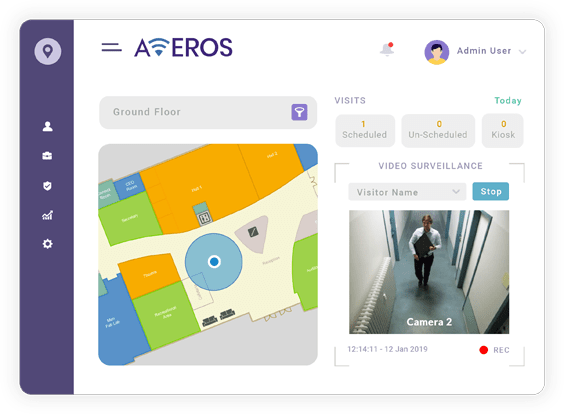 AVEROS
Admin User
Ground Floor
VISITS
Today
1
Scheduled
0
Un-Scheduled
0
Kiosk
VIDEO SURVEILLANCE
Visitor Name
Stop
Camera 2
12:14:11 - 12 Jan 2019
REC
Reception